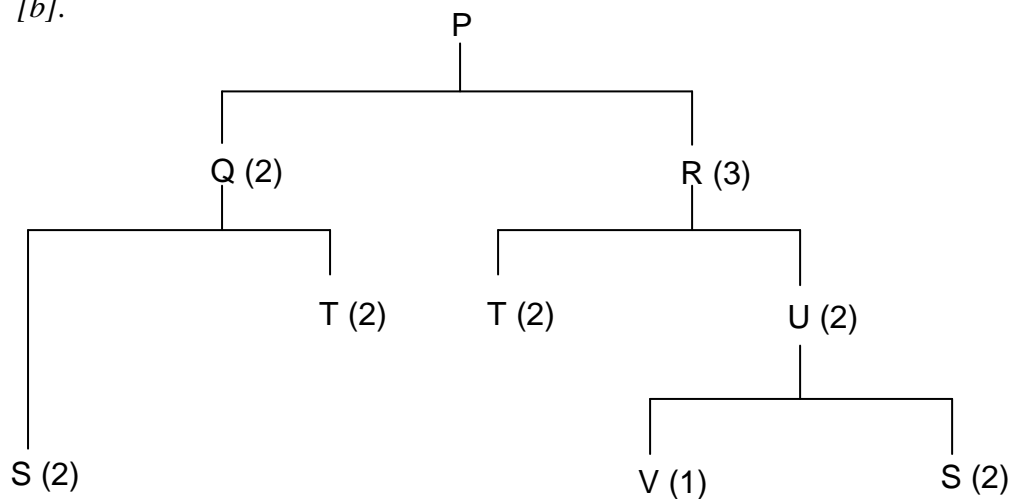 [b].
P
Q (2) R (3)
T (2) T (2) U (2)
S (2) V (1) S (2)